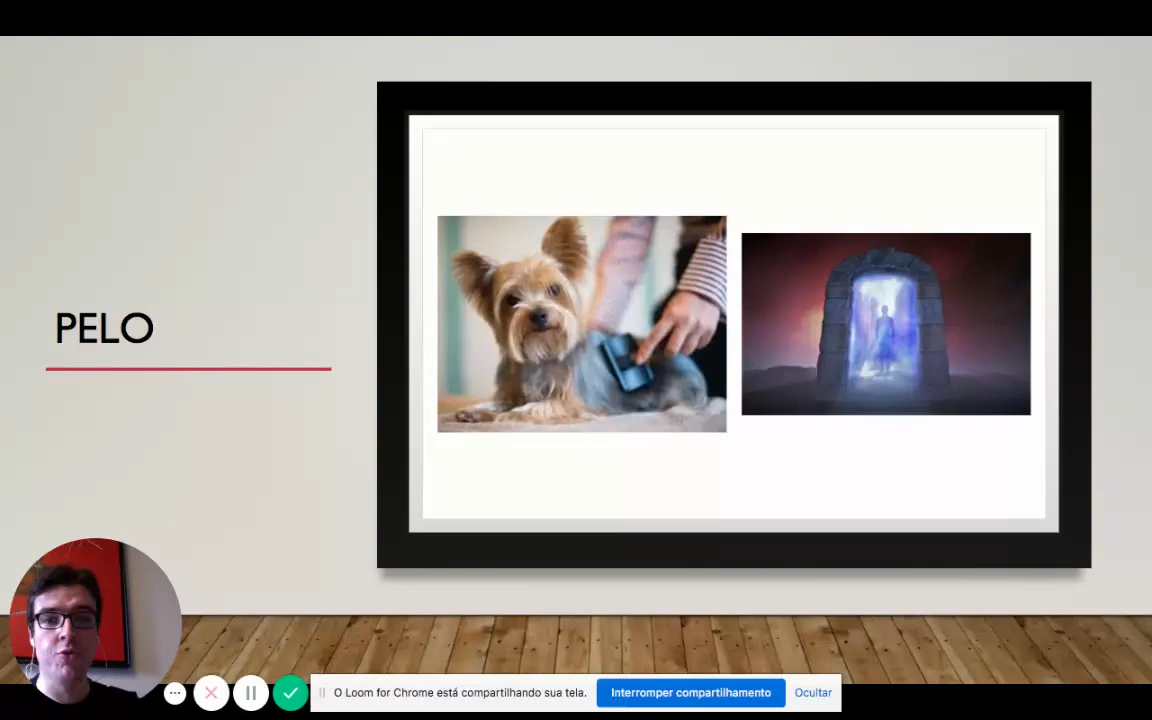 PELO
O Loom for Chrome está compartilhando sua tela.
Interromper compartilhamento
Ocultar